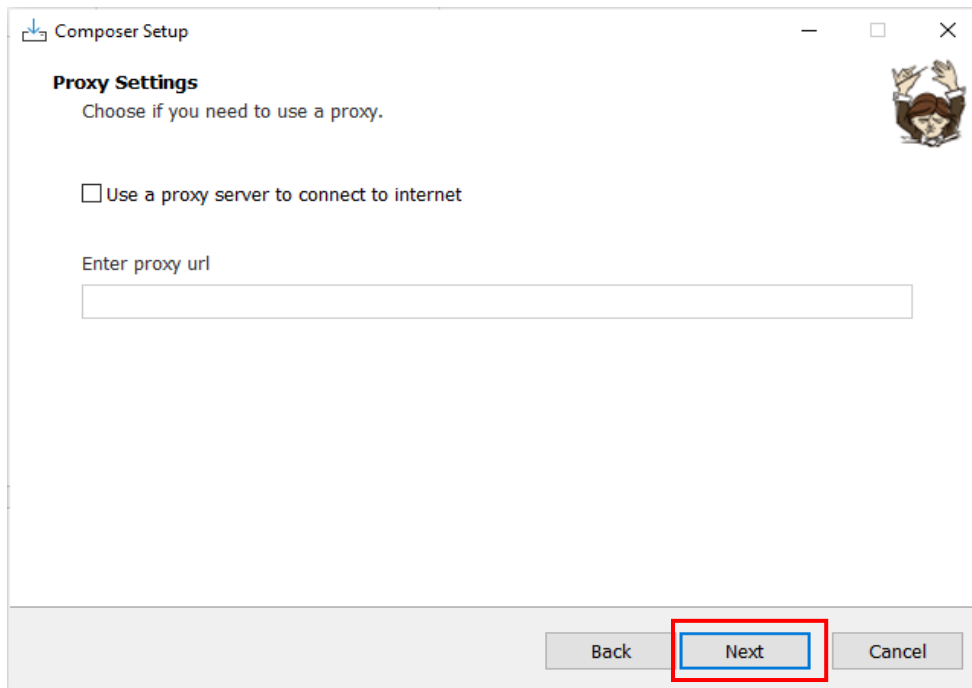 Composer Setup
Proxy Settings
Choose if you need to use a proxy.
Use a proxy server to connect to internet
Enter proxy url
Back
Next
Cancel